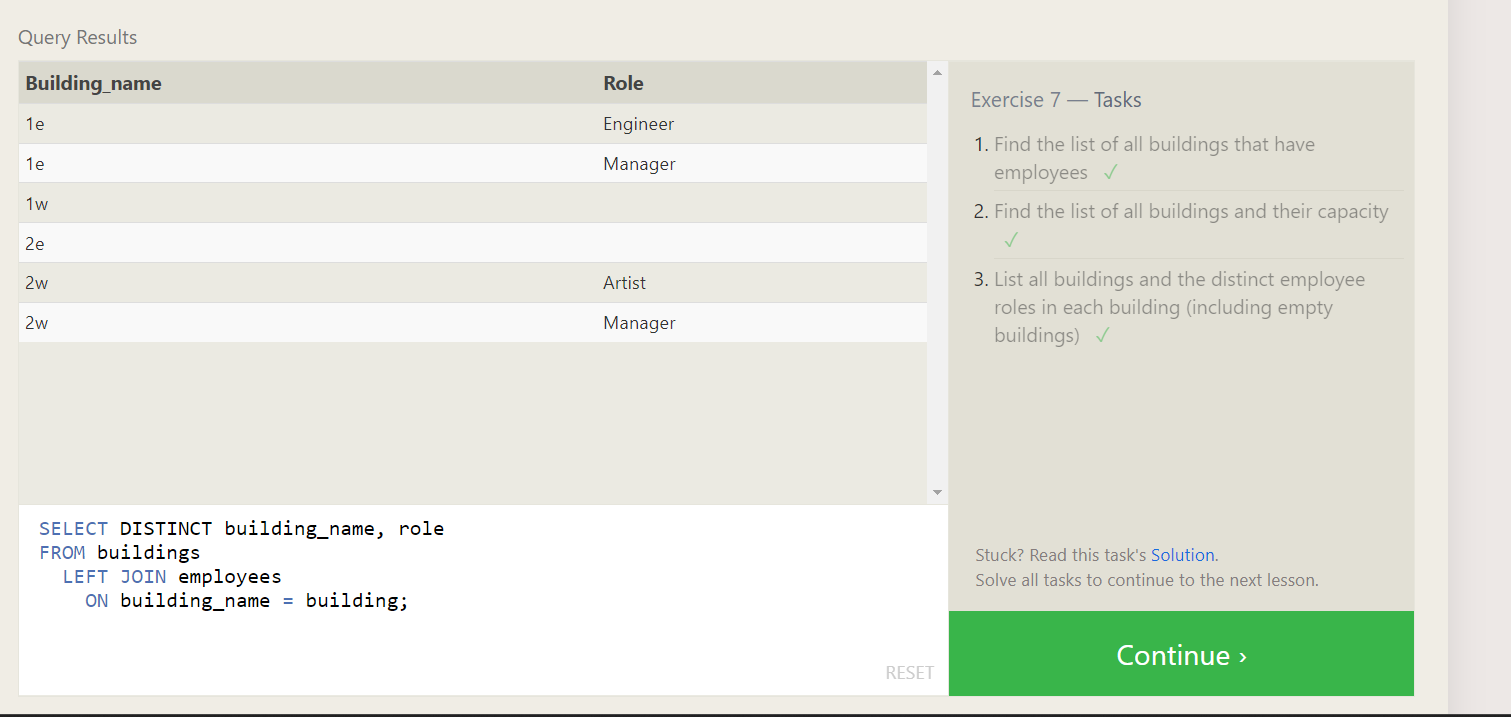 Query Results
Building_name Role
1e Engineer
1e Manager
1w
2e
2w Artist
2w Manager
SELECT DISTINCT building_name, role
FROM buildings
LEFT JOIN employees
ON building_name = building;
RESET
Exercise 7 — Tasks
1. Find the list of all buildings that have
employees ✓
2. Find the list of all buildings and their capacity
✓
3. List all buildings and the distinct employee
roles in each building (including empty
buildings) ✓
Stuck? Read this task's Solution.
Solve all tasks to continue to the next lesson.
Continue ›